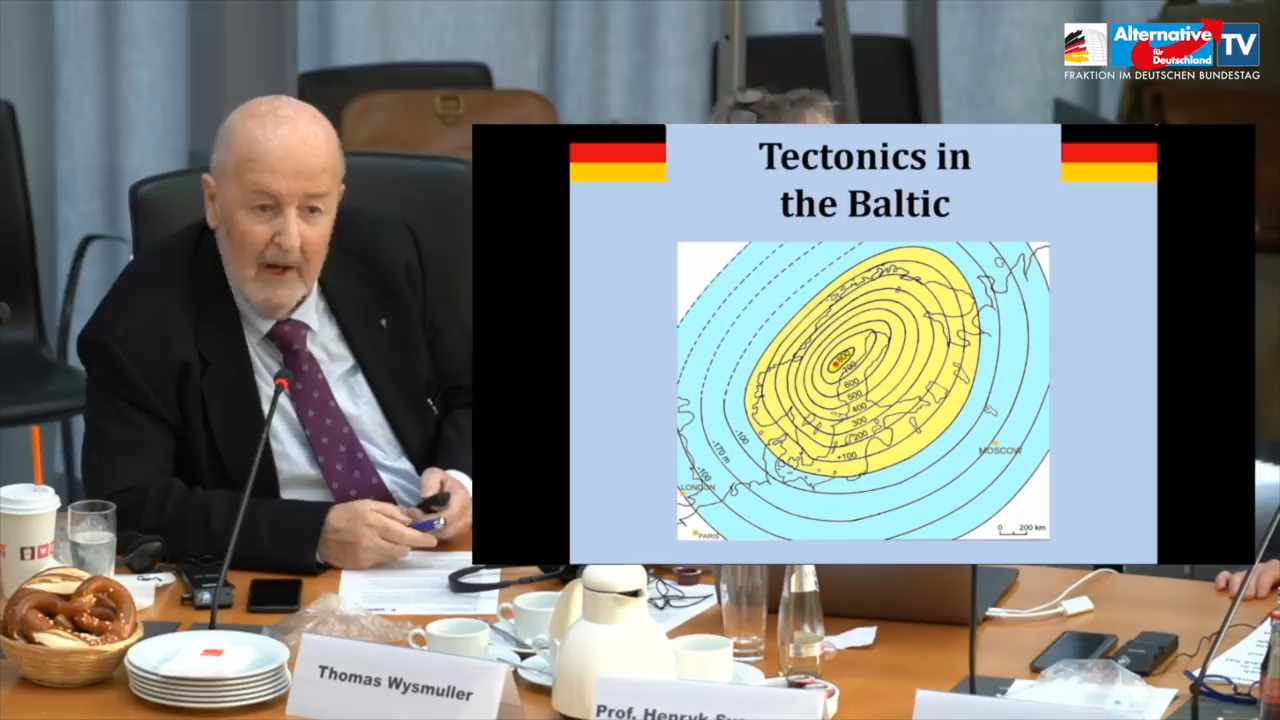 Alternative
für
Deutschland
TV
FRAKTION IM DEUTSCHEN BUNDESTAG
Tectonics in
the Baltic
800
700
600
500
400
300
200
+100
-100
-170 m
-100
MOSCOW
LONDON
PARIS
0 200 km
Thomas Wysmuller
Prof. Henryk